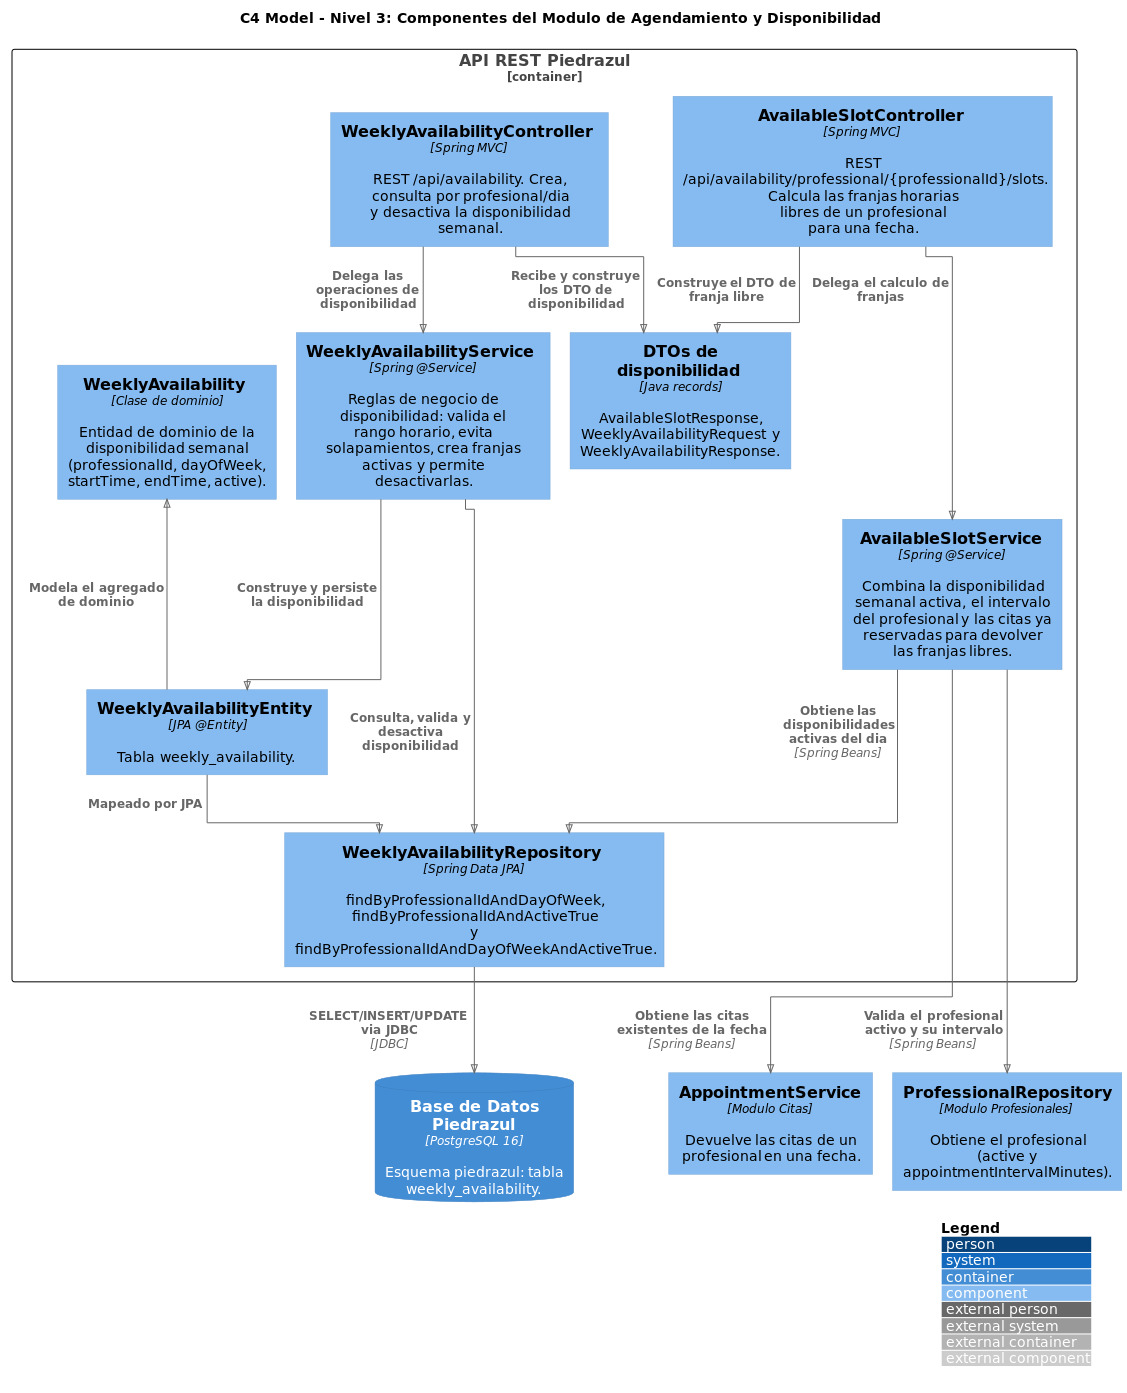 C4 Model - Nivel 3: Componentes del Modulo de Agendamiento y Disponibilidad
API REST Piedrazul
[container]
WeeklyAvailabilityController
[Spring MVC]
REST /api/availability. Crea,
consulta por profesional/dia
y desactiva la disponibilidad
semanal.
AvailableSlotController
[Spring MVC]
REST
/api/availability/professional/{professionalId}/slots.
Calcula las franjas horarias
libres de un profesional
para una fecha.
Delega las
operaciones de
disponibilidad
Recibe y construye
los DTO de
disponibilidad
Construye el DTO de
franja libre
Delega el calculo de
franjas
WeeklyAvailability
[Clase de dominio]
Entidad de dominio de la
disponibilidad semanal
(professionalId, dayOfWeek,
startTime, endTime, active).
WeeklyAvailabilityService
[Spring @Service]
Reglas de negocio de
disponibilidad: valida el
rango horario, evita
solapamientos, crea franjas
activas y permite
desactivarlas.
DTOs de
disponibilidad
[Java records]
AvailableSlotResponse,
WeeklyAvailabilityRequest y
WeeklyAvailabilityResponse.
AvailableSlotService
[Spring @Service]
Combina la disponibilidad
semanal activa, el intervalo
del profesional y las citas ya
reservadas para devolver
las franjas libres.
Modela el agregado
de dominio
Construye y persiste
la disponibilidad
WeeklyAvailabilityEntity
[JPA @Entity]
Tabla weekly_availability.
Consulta, valida y
desactiva
disponibilidad
Obtiene las
disponibilidades
activas del dia
[Spring Beans]
Mapeado por JPA
WeeklyAvailabilityRepository
[Spring Data JPA]
findByProfessionalIdAndDayOfWeek,
findByProfessionalIdAndActiveTrue
y
findByProfessionalIdAndDayOfWeekAndActiveTrue.
SELECT/INSERT/UPDATE
via JDBC
[JDBC]
Obtiene las citas
existentes de la fecha
[Spring Beans]
Valida el profesional
activo y su intervalo
[Spring Beans]
Base de Datos
Piedrazul
[PostgreSQL 16]
Esquema piedrazul: tabla
weekly_availability.
AppointmentService
[Modulo Citas]
Devuelve las citas de un
profesional en una fecha.
ProfessionalRepository
[Modulo Profesionales]
Obtiene el profesional
(active y
appointmentIntervalMinutes).
Legend
person
system
container
component
external person
external system
external container
external component